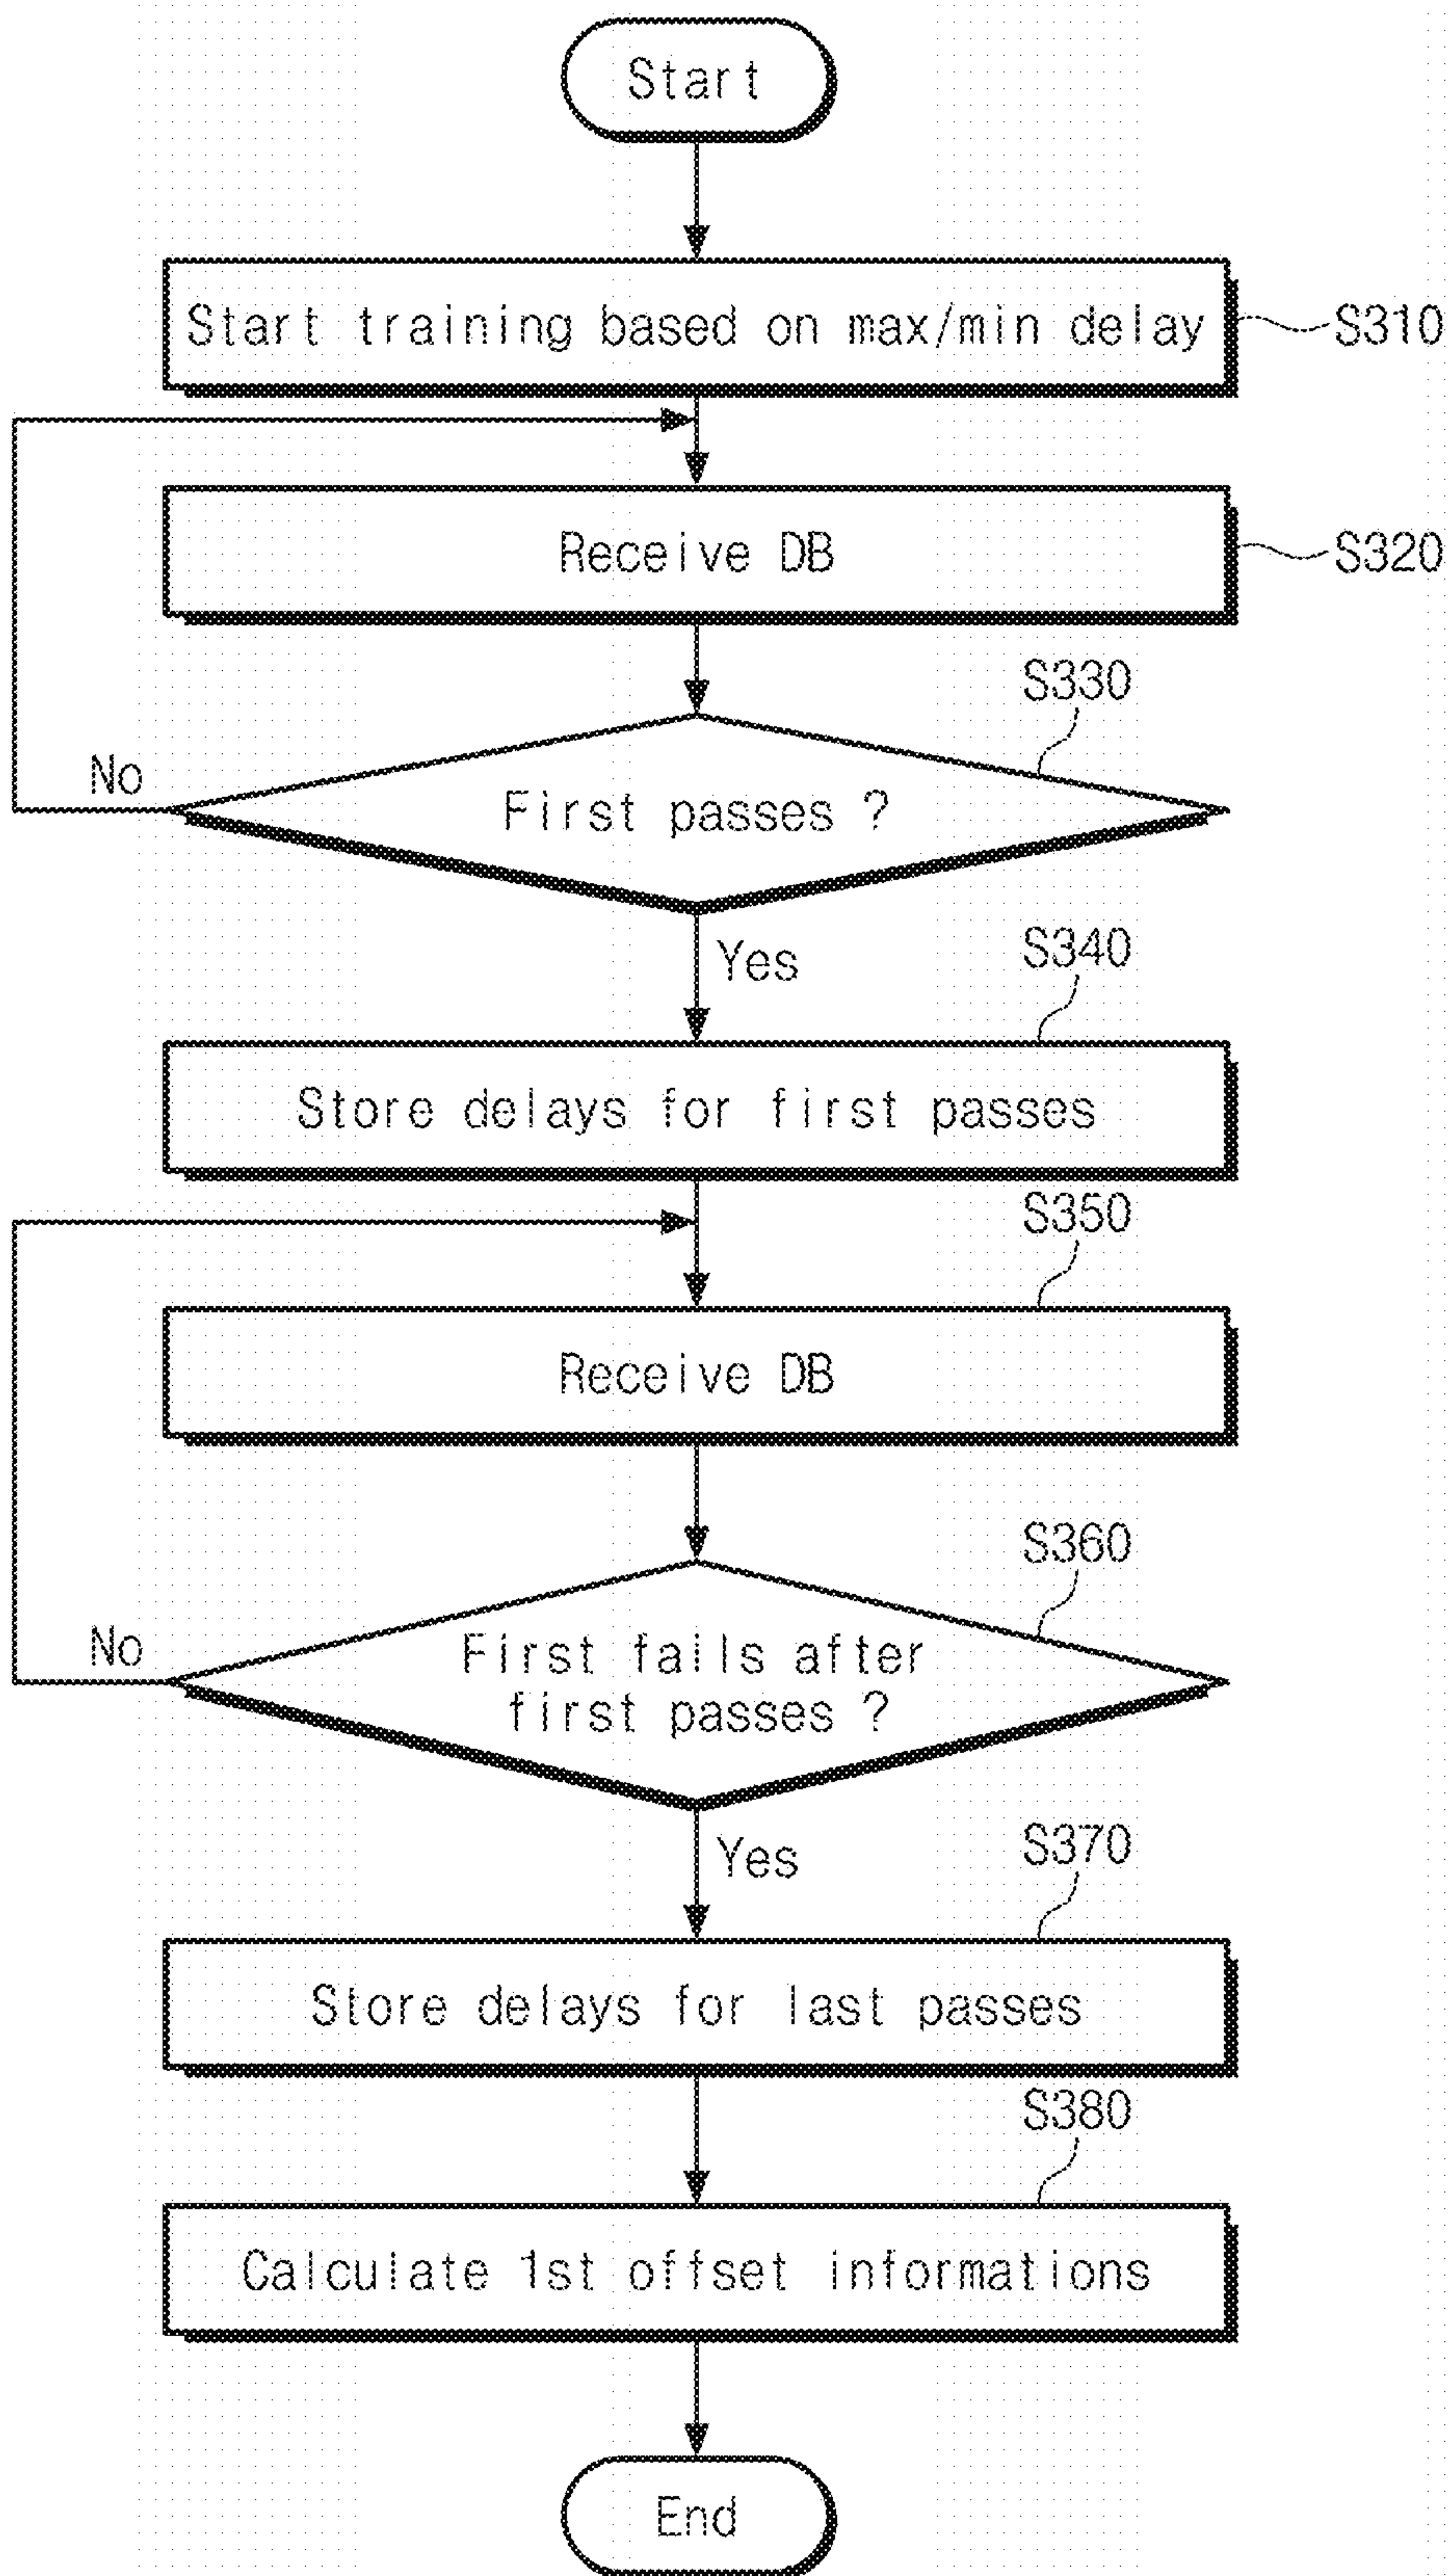 Start
Start training based on max/min delay
S310
Receive DB
S320
S330
No
First passes ?
Yes
S340
Store delays for first passes
S350
Receive DB
S360
No
First fails after
first passes ?
Yes
S370
Store delays for last passes
S380
Calculate 1st offset informations
End